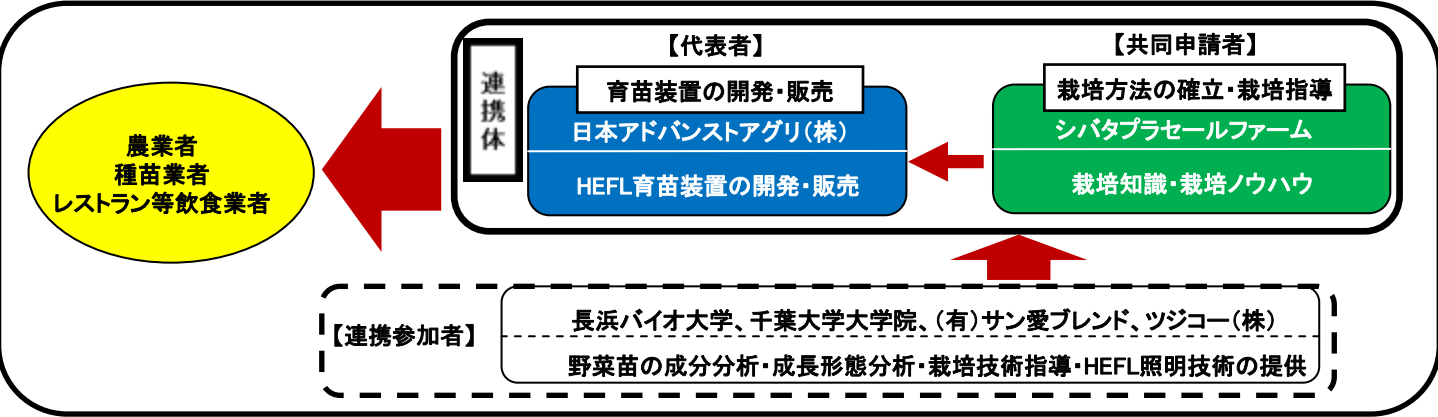 農業者
種苗業者
レストラン等飲食業者
連携体
【代表者】
育苗装置の開発・販売
日本アドバンストアグリ(株)
HEFL育苗装置の開発・販売
【共同申請者】
栽培方法の確立・栽培指導
シバタプラセールファーム
栽培知識・栽培ノウハウ
【連携参加者】
長浜バイオ大学、千葉大学大学院、(有)サン愛ブレンド、ツジコー(株)
野菜苗の成分分析・成長形態分析・栽培技術指導・HEFL照明技術の提供